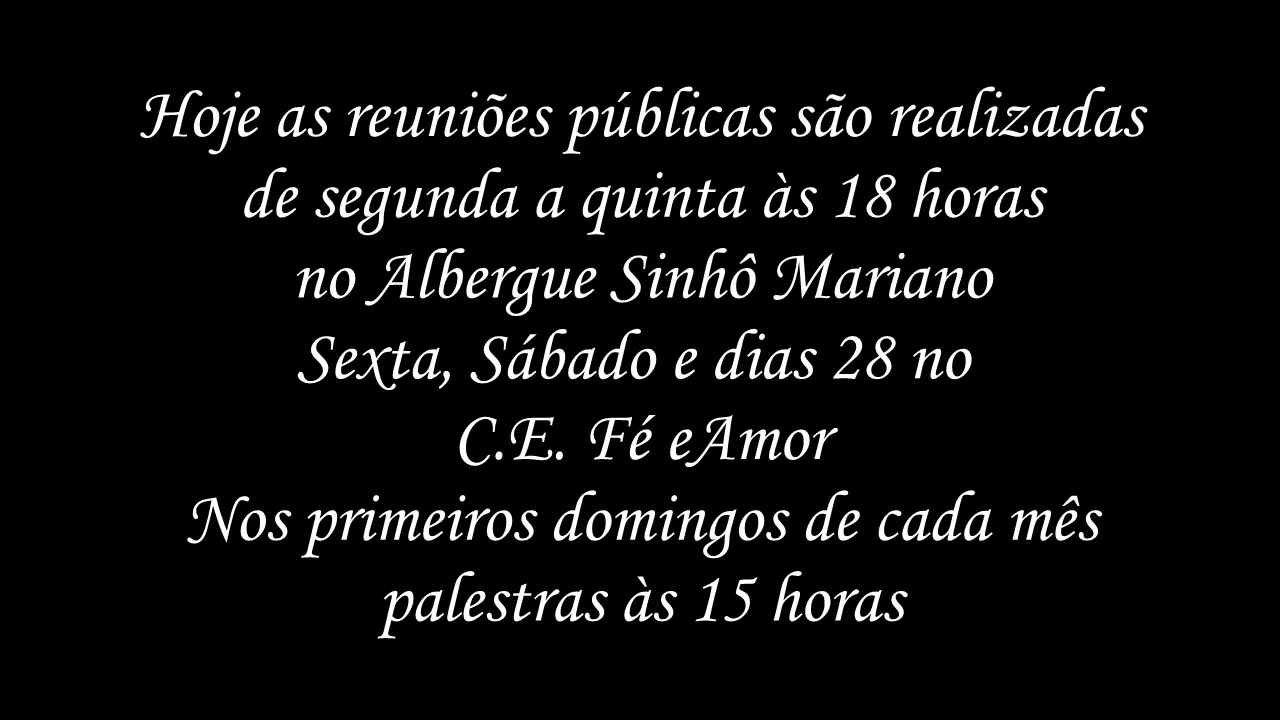 Hoje as reuniões públicas são realizadas
de segunda a quinta às 18 horas
no Albergue Sinhô Mariano
Sexta, Sábado e dias 28 no
C.E. Fé eAmor
Nos primeiros domingos de cada mês
palestras às 15 horas